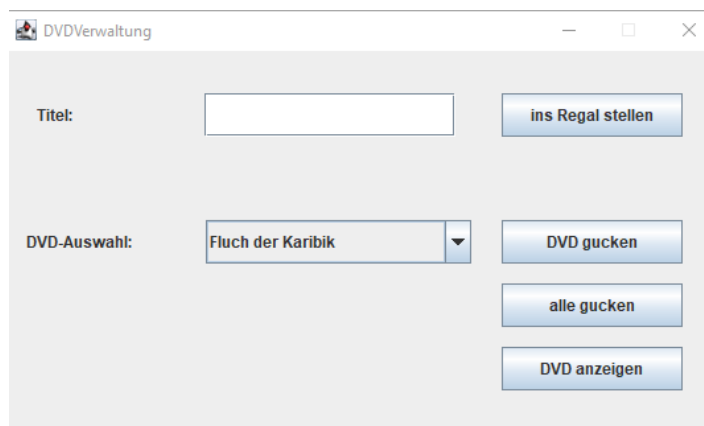 DVDVerwaltung
Titel:
ins Regal stellen
DVD-Auswahl:
Fluch der Karibik
DVD gucken
alle gucken
DVD anzeigen